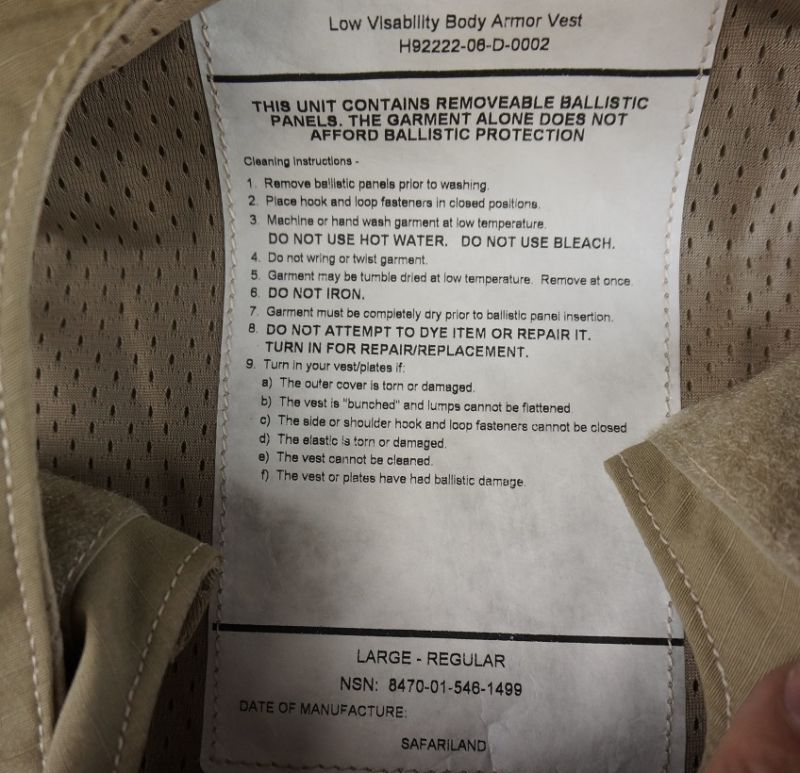 Low Visability Body Armor Vest
H92222-06-D-0002
THIS UNIT CONTAINS REMOVEABLE BALLISTIC
PANELS. THE GARMENT ALONE DOES NOT
AFFORD BALLISTIC PROTECTION
Cleaning Instructions -
1. Remove ballistic panels prior to washing.
2. Place hook and loop fasteners in closed positions.
3. Machine or hand wash garment at low temperature.
DO NOT USE HOT WATER. DO NOT USE BLEACH.
4. Do not wring or twist garment.
5. Garment may be tumble dried at low temperature. Remove at once.
6. DO NOT IRON.
7. Garment must be completely dry prior to ballistic panel insertion.
8. DO NOT ATTEMPT TO DYE ITEM OR REPAIR IT.
TURN IN FOR REPAIR/REPLACEMENT.
9. Turn in your vest/plates if:
a) The outer cover is torn or damaged.
b) The vest is "bunched" and lumps cannot be flattened
c) The side or shoulder hook and loop fasteners cannot be closed
d) The elastic is torn or damaged.
e) The vest cannot be cleaned.
f) The vest or plates have had ballistic damage.
LARGE - REGULAR
NSN: 8470-01-546-1499
DATE OF MANUFACTURE:
SAFARILAND